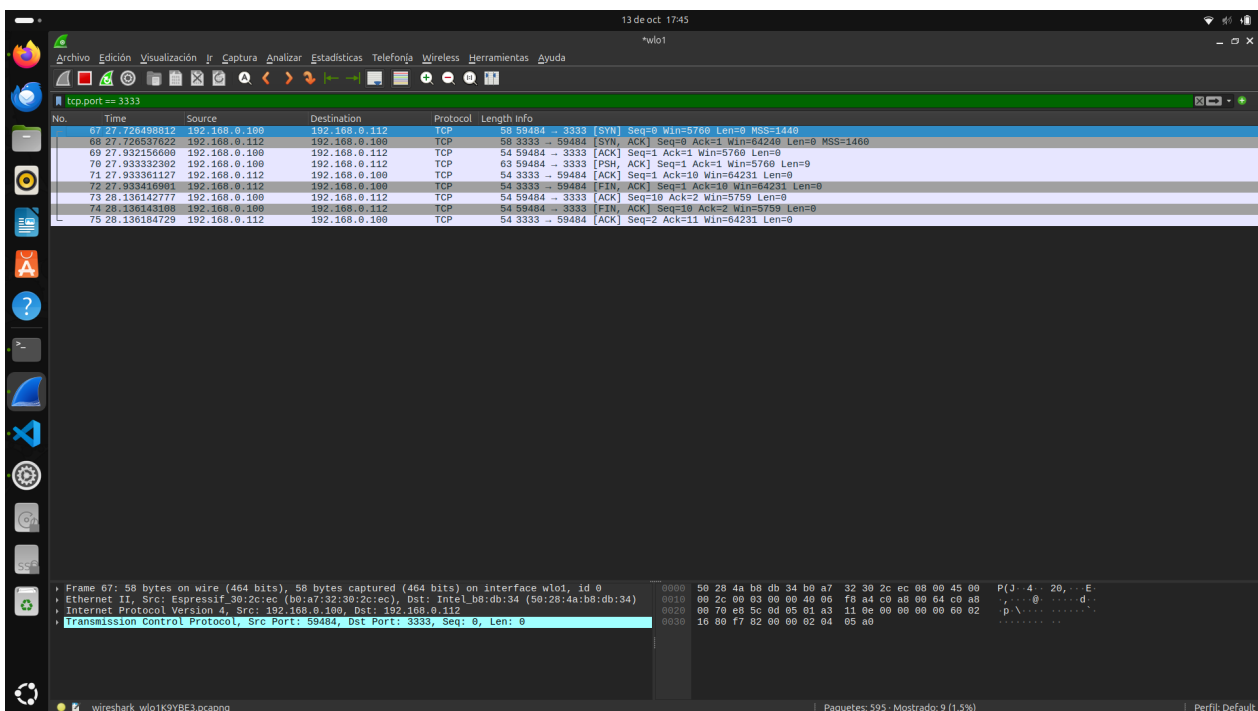 13 de oct 17:45
*wlo1
Archivo Edición Visualización Ir Captura Analizar Estadísticas Telefonía Wireless Herramientas Ayuda
tcp.port == 3333
No. Time Source Destination Protocol Length Info
67 27.726498812 192.168.0.100 192.168.0.112 TCP 58 59484 → 3333 [SYN] Seq=0 Win=5760 Len=0 MSS=1440
68 27.726537622 192.168.0.112 192.168.0.100 TCP 58 3333 → 59484 [SYN, ACK] Seq=0 Ack=1 Win=64240 Len=0 MSS=1460
69 27.932156600 192.168.0.100 192.168.0.112 TCP 54 59484 → 3333 [ACK] Seq=1 Ack=1 Win=5760 Len=0
70 27.933332302 192.168.0.100 192.168.0.112 TCP 63 59484 → 3333 [PSH, ACK] Seq=1 Ack=1 Win=5760 Len=9
71 27.933361127 192.168.0.112 192.168.0.100 TCP 54 3333 → 59484 [ACK] Seq=1 Ack=10 Win=64231 Len=0
72 27.933416901 192.168.0.112 192.168.0.100 TCP 54 3333 → 59484 [FIN, ACK] Seq=1 Ack=10 Win=64231 Len=0
73 28.136142777 192.168.0.100 192.168.0.112 TCP 54 59484 → 3333 [ACK] Seq=10 Ack=2 Win=5759 Len=0
74 28.136143108 192.168.0.100 192.168.0.112 TCP 54 59484 → 3333 [FIN, ACK] Seq=10 Ack=2 Win=5759 Len=0
75 28.136184729 192.168.0.112 192.168.0.100 TCP 54 3333 → 59484 [ACK] Seq=2 Ack=11 Win=64231 Len=0
Frame 67: 58 bytes on wire (464 bits), 58 bytes captured (464 bits) on interface wlo1, id 0
Ethernet II, Src: Espressif_30:2c:ec (b0:a7:32:30:2c:ec), Dst: Intel_b8:db:34 (50:28:4a:b8:db:34)
Internet Protocol Version 4, Src: 192.168.0.100, Dst: 192.168.0.112
Transmission Control Protocol, Src Port: 59484, Dst Port: 3333, Seq: 0, Len: 0
0000 50 28 4a b8 db 34 b0 a7 32 30 2c ec 08 00 45 00 P(J··4·· 20,···E·
0010 00 2c 00 03 00 00 40 06 f8 a4 c0 a8 00 64 c0 a8 ·,····@· ·····d··
0020 00 70 e8 5c 0d 05 01 a3 11 0e 00 00 00 00 60 02 ·p·\···· ······`·
0030 16 80 f7 82 00 00 02 04 05 a0 ········ ··
wireshark_wlo1K9YBE3.pcapng
Paquetes: 595 · Mostrado: 9 (1.5%)
Perfil: Default